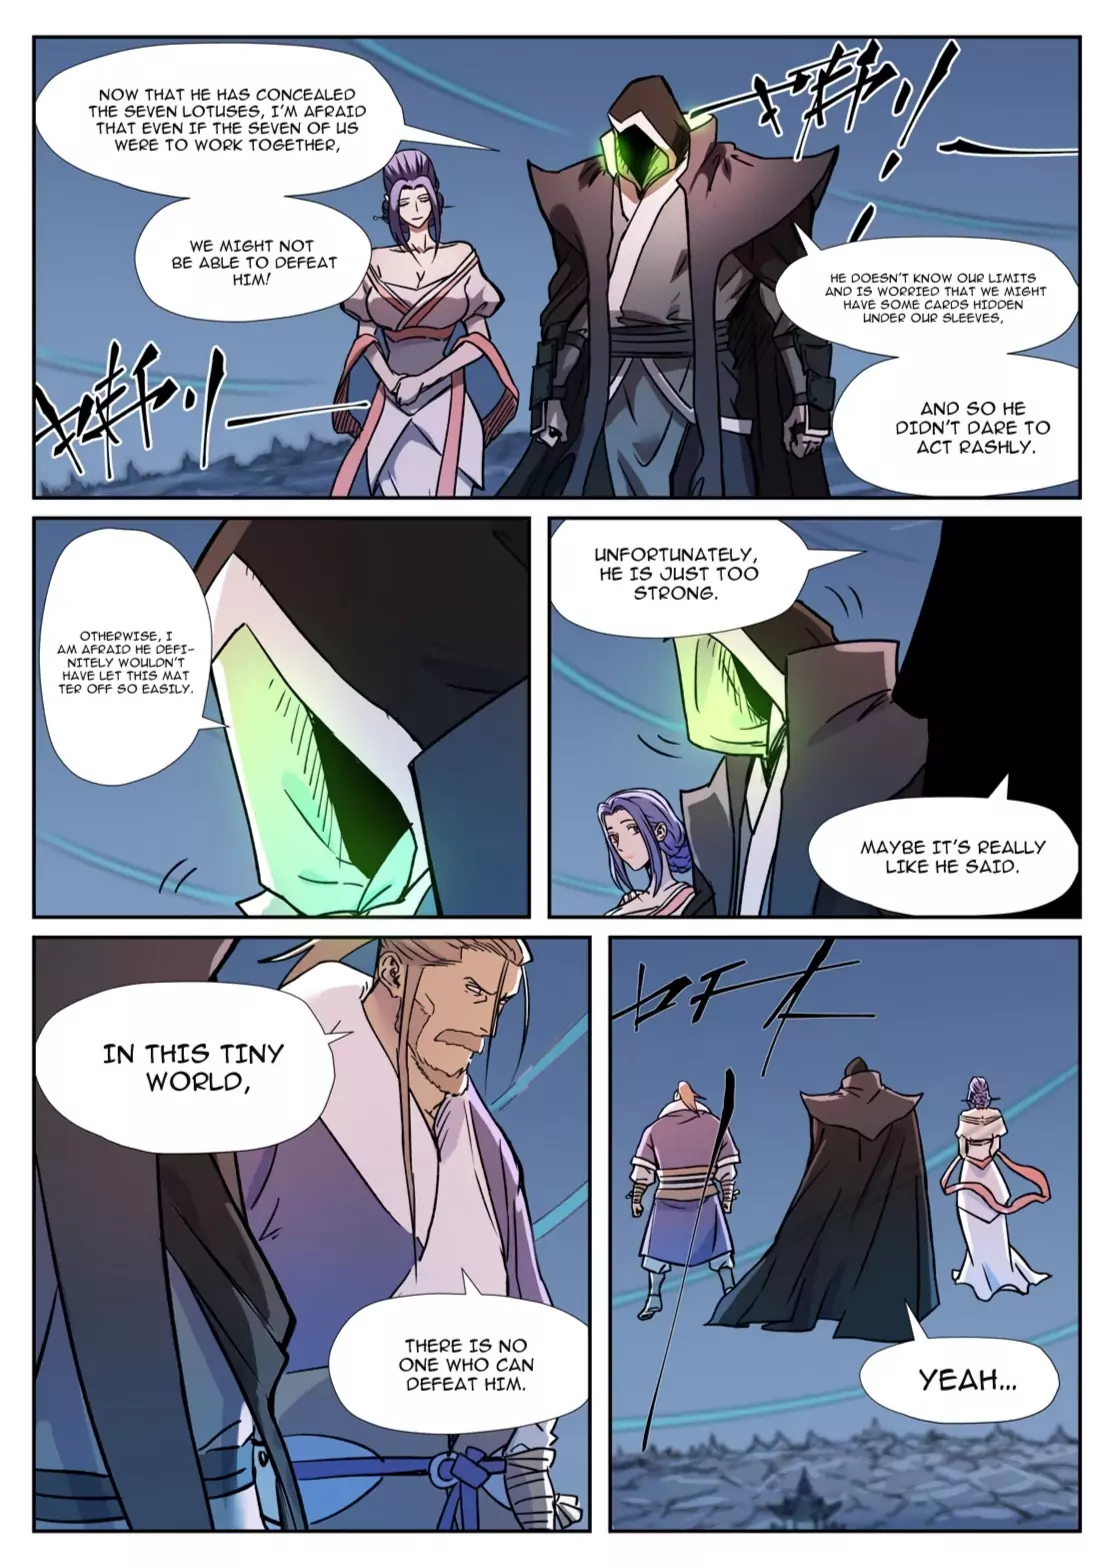 NOW THAT HE HAS CONCEALED
THE SEVEN LOTUSES, I'M AFRAID
THAT EVEN IF THE SEVEN OF US
WERE TO WORK TOGETHER,
WE MIGHT NOT
BE ABLE TO DEFEAT
HIM!
HE DOESN'T KNOW OUR LIMITS
AND IS WORRIED THAT WE MIGHT
HAVE SOME CARDS HIDDEN
UNDER OUR SLEEVES,
AND SO HE
DIDN'T DARE TO
ACT RASHLY.
OTHERWISE, I
AM AFRAID HE DEFI-
NITELY WOULDN'T
HAVE LET THIS MAT
TER OFF SO EASILY.
UNFORTUNATELY,
HE IS JUST TOO
STRONG.
MAYBE IT'S REALLY
LIKE HE SAID.
IN THIS TINY
WORLD,
THERE IS NO
ONE WHO CAN
DEFEAT HIM.
YEAH...